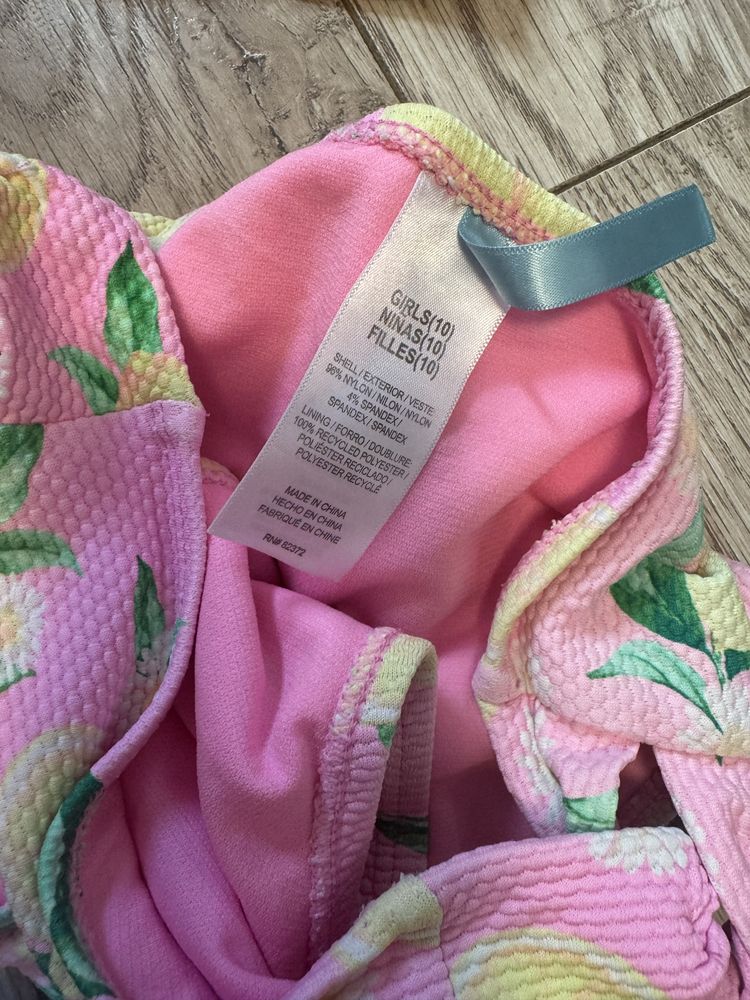 GIRLS(10)
NIÑAS(10)
FILLES(10)
SHELL / EXTERIOR / VESTE:
96% NYLON / NILON / NYLON
4% SPANDEX /
SPANDEX / SPANDEX
LINING / FORRO / DOUBLURE:
100% RECYCLED POLYESTER /
POLIÉSTER RECICLADO /
POLYESTER RECYCLÉ
MADE IN CHINA
HECHO EN CHINA
FABRIQUÉ EN CHINE
RN# 62372